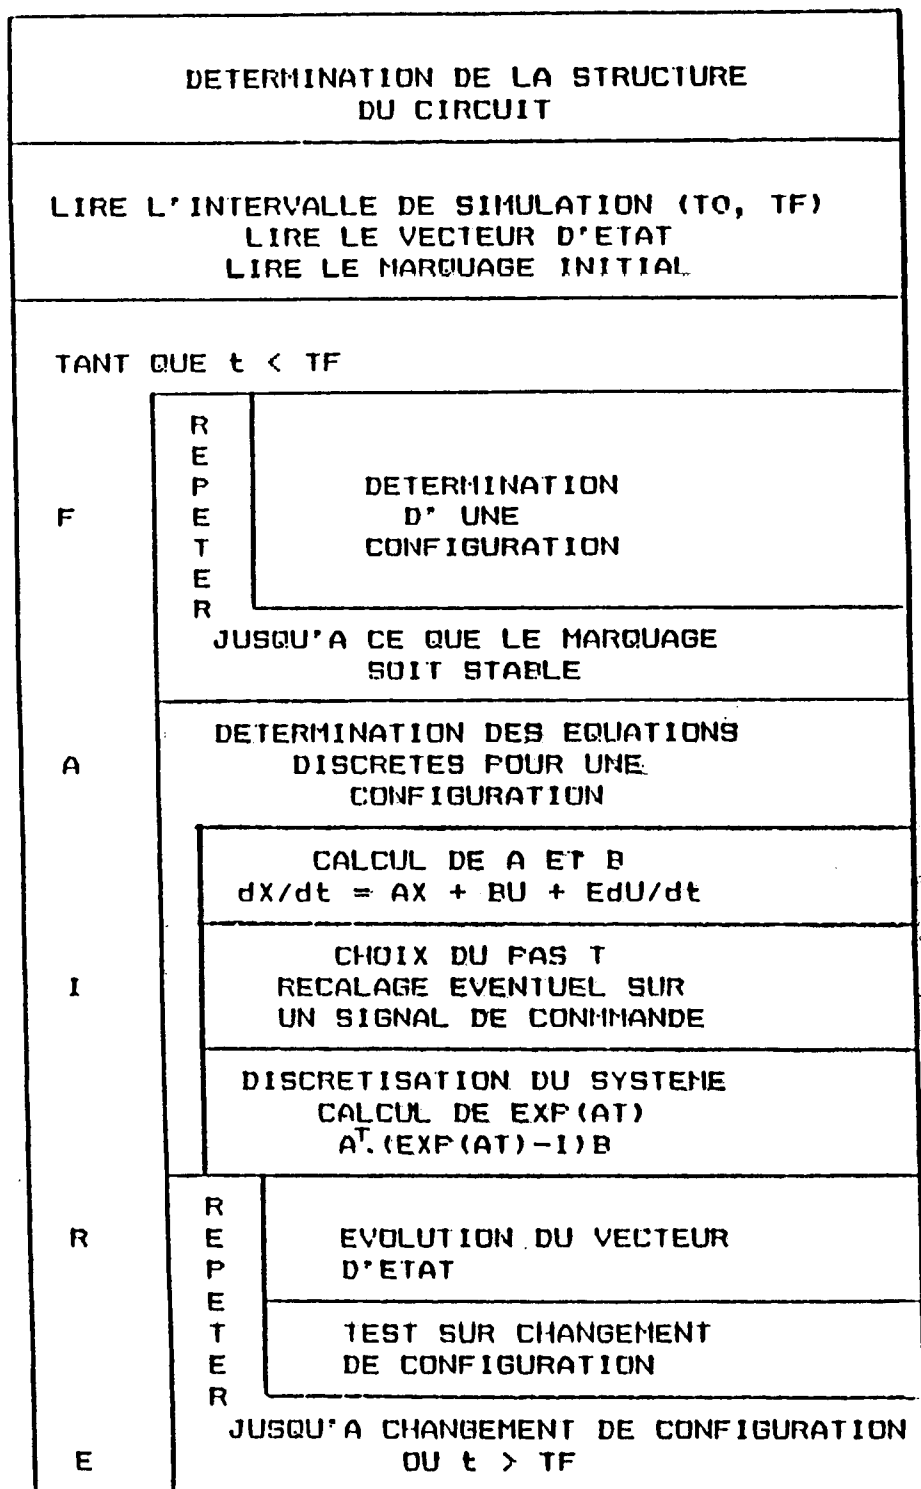 DETERMINATION DE LA STRUCTURE
DU CIRCUIT
LIRE L'INTERVALLE DE SIMULATION (TO, TF)
LIRE LE VECTEUR D'ETAT
LIRE LE MARQUAGE INITIAL
TANT QUE t < TF
F
A
I
R
E
R
E
P
E
T
E
R
DETERMINATION
D' UNE
CONFIGURATION
JUSQU'A CE QUE LE MARQUAGE
SOIT STABLE
DETERMINATION DES EQUATIONS
DISCRETES POUR UNE
CONFIGURATION
CALCUL DE A ET B
dX/dt = AX + BU + EdU/dt
CHOIX DU PAS T
RECALAGE EVENTUEL SUR
UN SIGNAL DE CONMMANDE
DISCRETISATION DU SYSTEME
CALCUL DE EXP(AT)
Aᵀ.(EXP(AT)-I)B
R
E
P
E
T
E
R
EVOLUTION DU VECTEUR
D'ETAT
TEST SUR CHANGEMENT
DE CONFIGURATION
JUSQU'A CHANGEMENT DE CONFIGURATION
OU t > TF